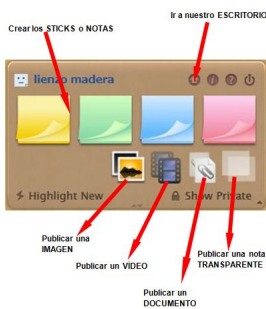 Ir a nuestro ESCRITORIO
Crear los STICKS o NOTAS
lienzo madera
Highlight New
Show Private
Publicar una
IMAGEN
Publicar un VÍDEO
Publicar un
DOCUMENTO
Publicar una nota
TRANSPARENTE